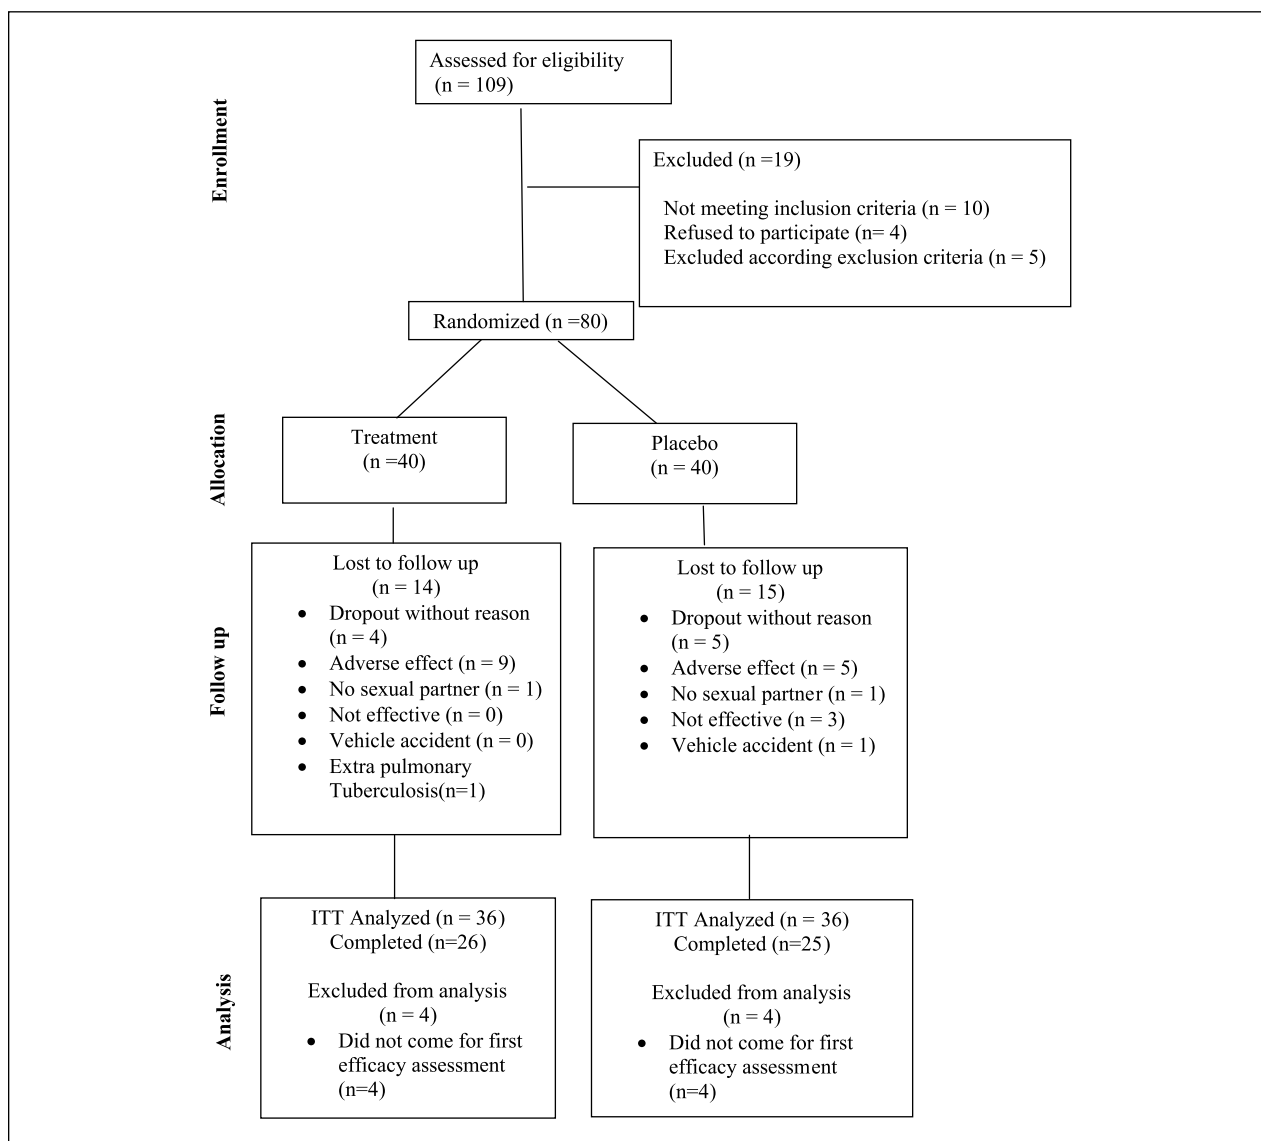 Assessed for eligibility
(n = 109)
Enrollment
Excluded (n =19)
Not meeting inclusion criteria (n = 10)
Refused to participate (n= 4)
Excluded according exclusion criteria (n = 5)
Randomized (n =80)
Allocation
Treatment
(n =40)
Placebo
(n = 40)
Follow up
Lost to follow up
(n = 14)
• Dropout without reason
(n = 4)
• Adverse effect (n = 9)
• No sexual partner (n = 1)
• Not effective (n = 0)
• Vehicle accident (n = 0)
• Extra pulmonary
Tuberculosis(n=1)
Lost to follow up
(n = 15)
• Dropout without reason
(n = 5)
• Adverse effect (n = 5)
• No sexual partner (n = 1)
• Not effective (n = 3)
• Vehicle accident (n = 1)
Analysis
ITT Analyzed (n = 36)
Completed (n=26)
Excluded from analysis
(n = 4)
• Did not come for first
efficacy assessment
(n=4)
ITT Analyzed (n = 36)
Completed (n=25)
Excluded from analysis
(n = 4)
• Did not come for first
efficacy assessment
(n=4)